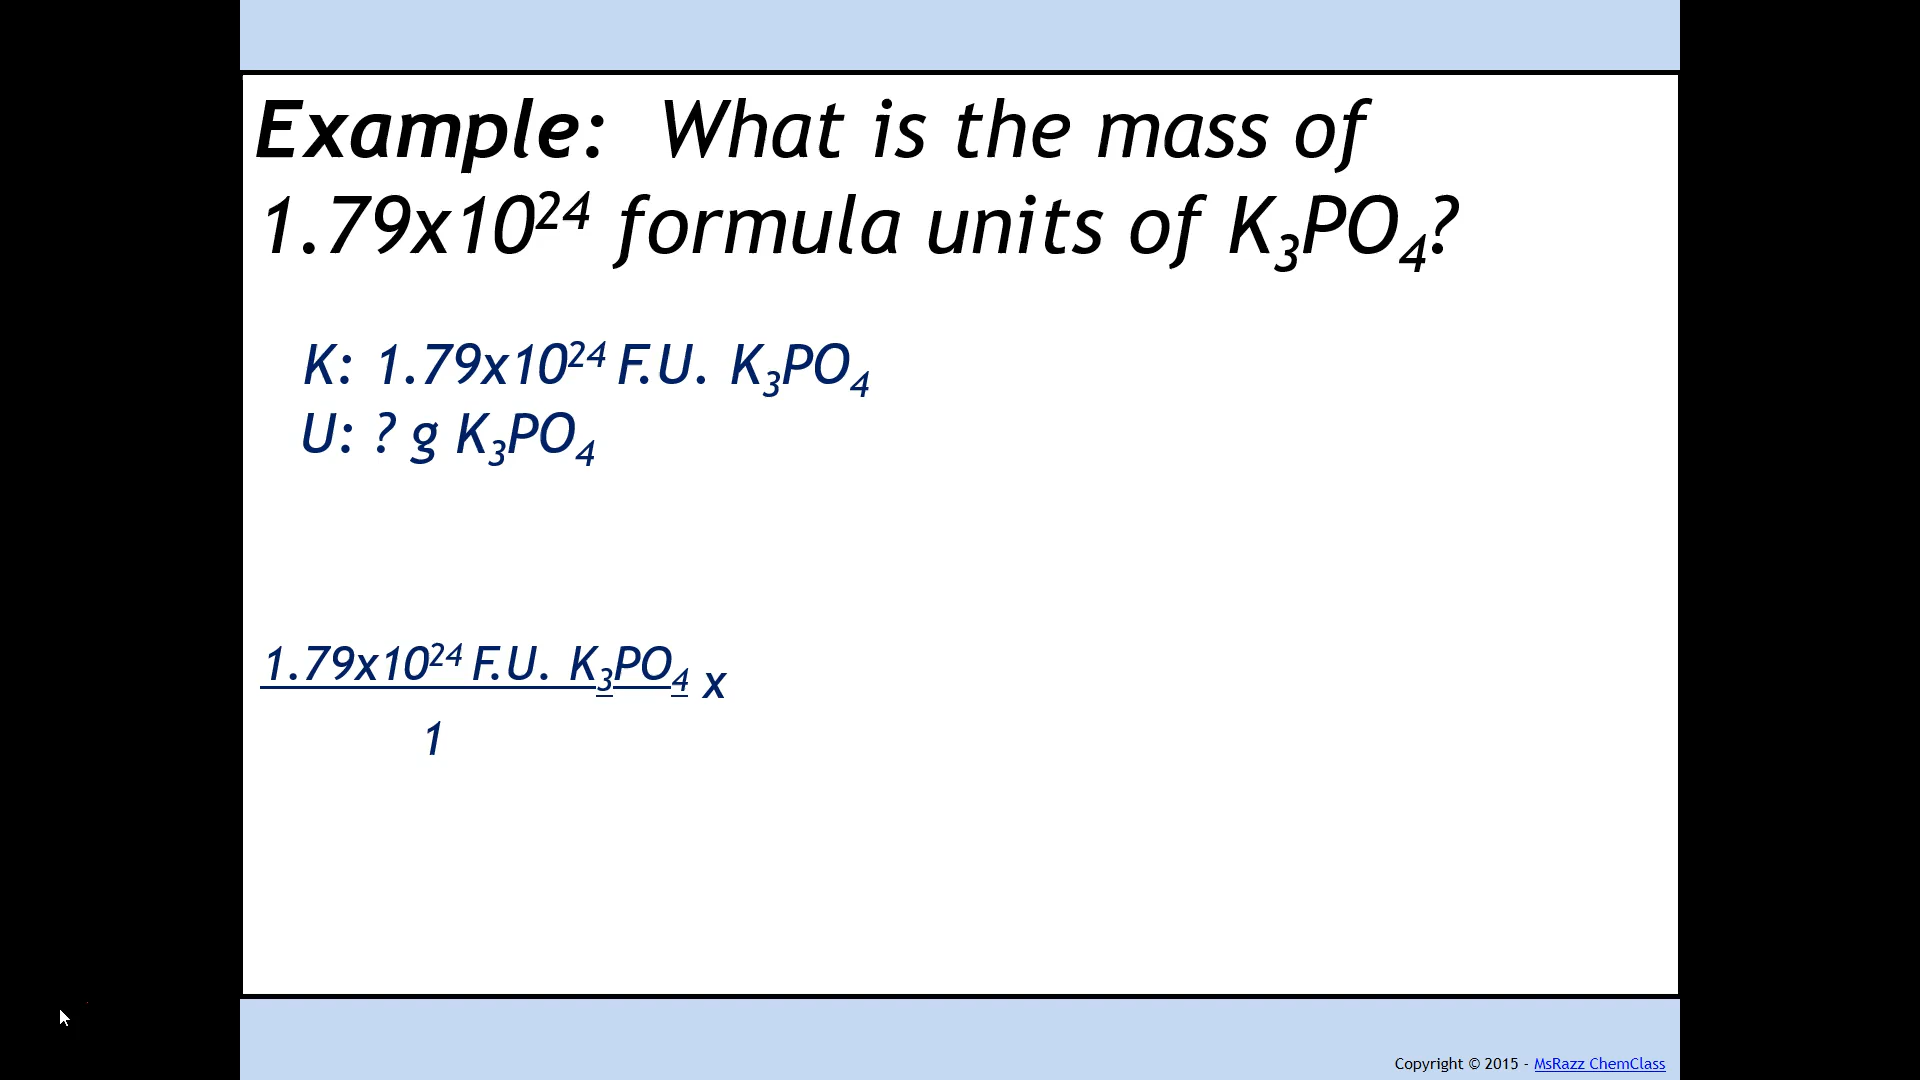 Example: What is the mass of
1.79x10²⁴ formula units of K₃PO₄?
K: 1.79x10²⁴ F.U. K₃PO₄
U: ? g K₃PO₄
1.79x10²⁴ F.U. K₃PO₄ x
1
Copyright © 2015 - MsRazz ChemClass